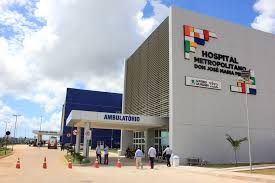 HOSPITAL
METROPOLITANO
DOM JOSÉ MARIA PIRES
AMBULATÓRIO